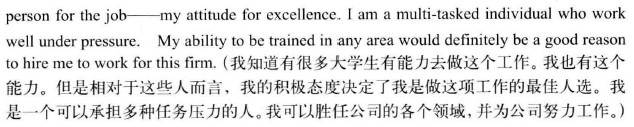 person for the job——my attitude for excellence. I am a multi-tasked individual who work
well under pressure. My ability to be trained in any area would definitely be a good reason
to hire me to work for this firm. (我知道有很多大学生有能力去做这个工作。我也有这个
能力。但是相对于这些人而言，我的积极态度决定了我是做这项工作的最佳人选。我
是一个可以承担多种任务压力的人。我可以胜任公司的各个领域，并为公司努力工作。)